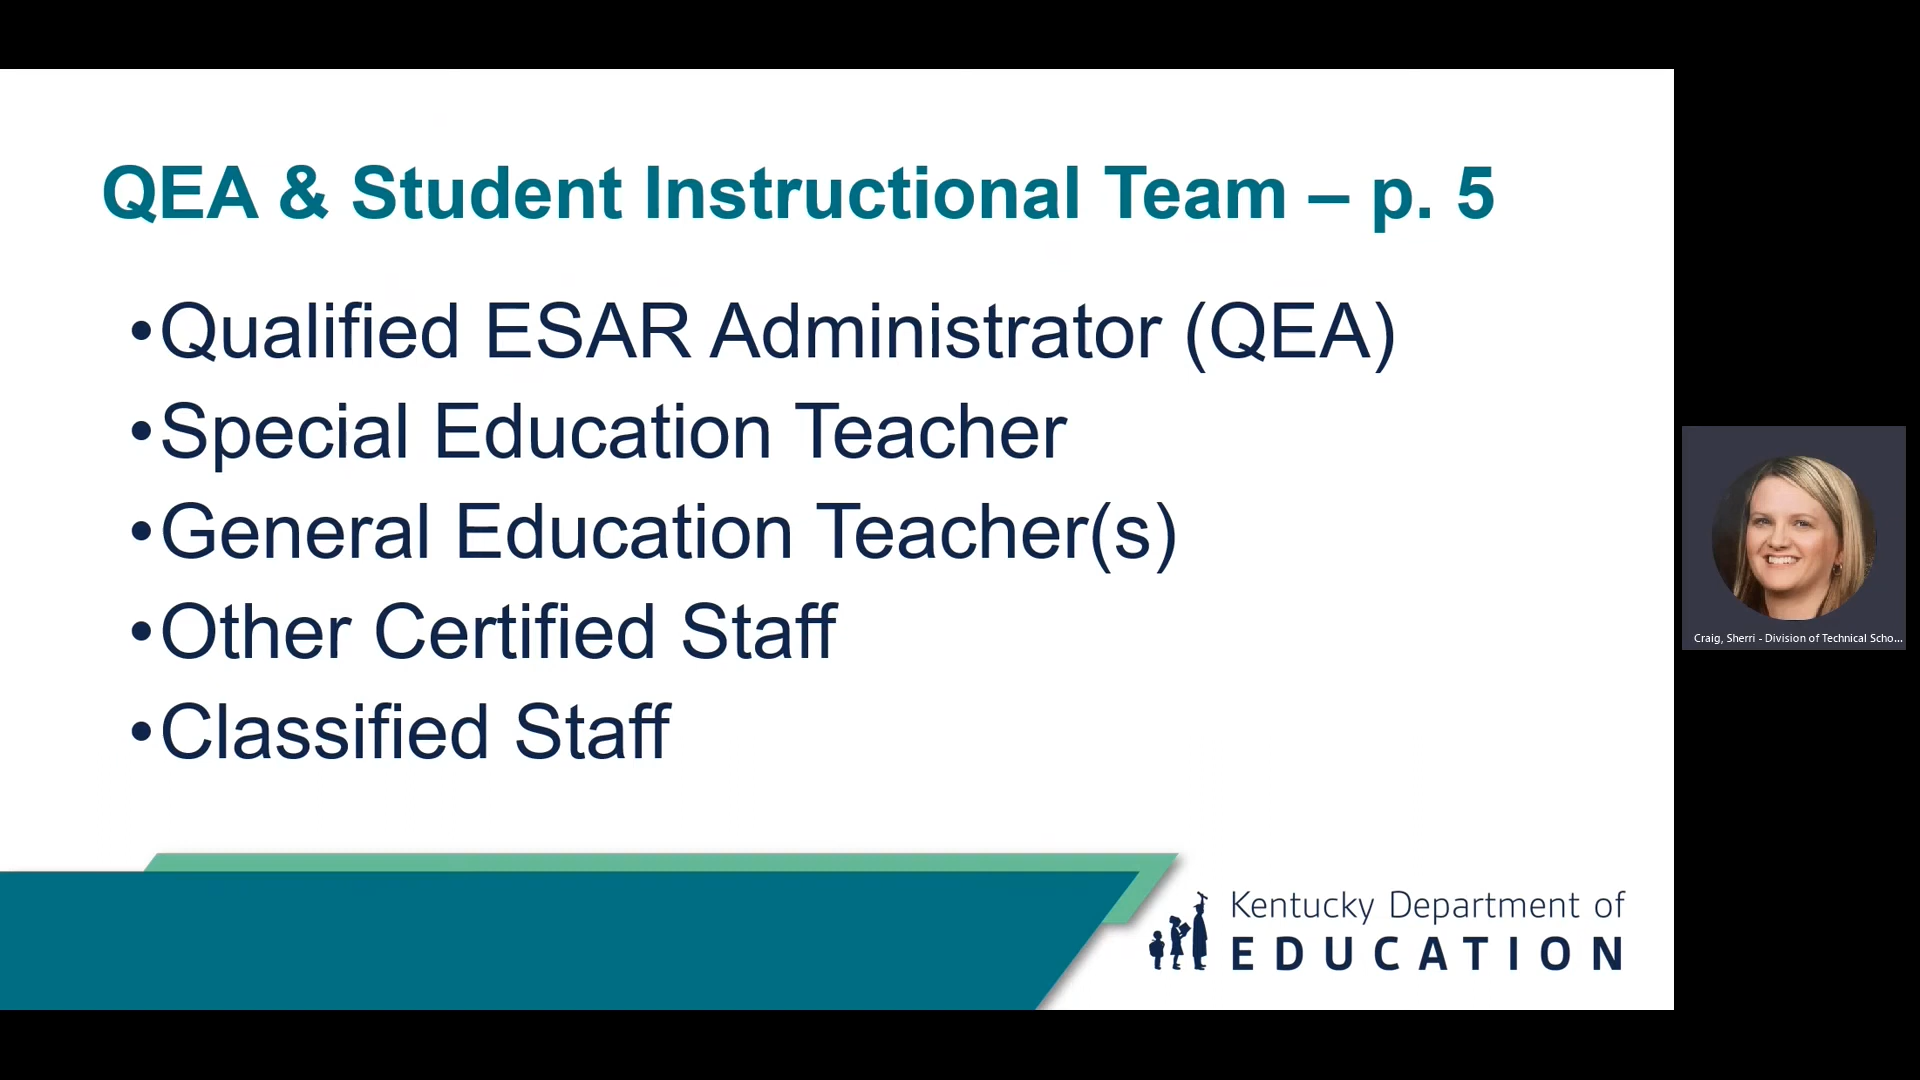 QEA & Student Instructional Team – p. 5
•Qualified ESAR Administrator (QEA)
•Special Education Teacher
•General Education Teacher(s)
•Other Certified Staff
•Classified Staff
Kentucky Department of
EDUCATION
Craig, Sherri - Division of Technical Scho...